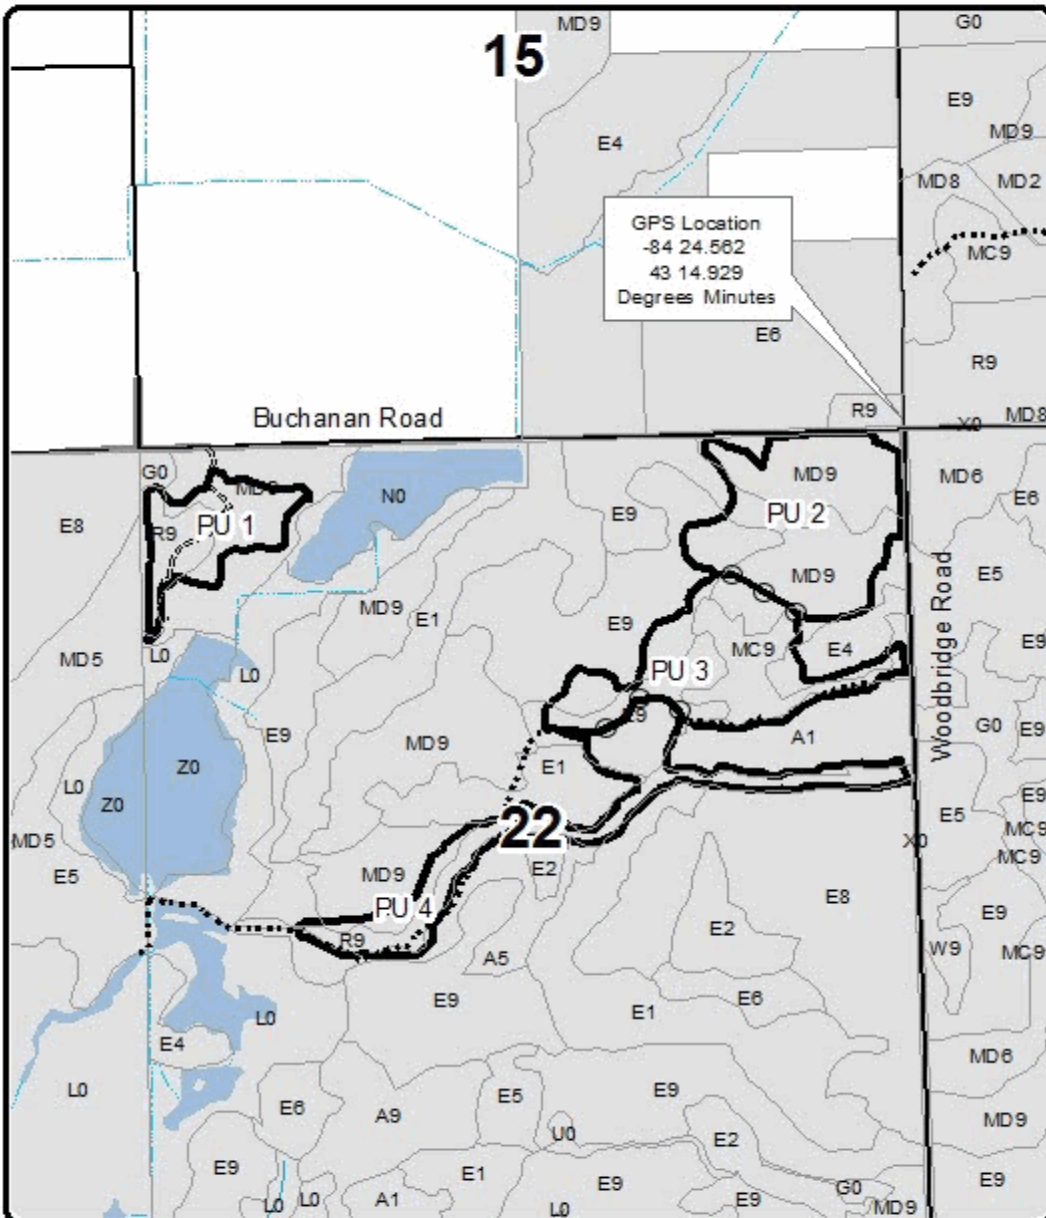 MD9
15
G0
E9
MD9
E4
MD8
MD2
GPS Location
-84 24.562
43 14.929
Degrees Minutes
MC9
E6
R9
R9
MD8
X0
Buchanan Road
G0
N0
MD9
MD6
E6
E8
R9
PU 1
E9
PU 2
MD9
E5
MD9
E1
E9
MC9
E4
E9
MD5
L0
L0
PU 3
Woodbridge Road
E9
MD9
A1
G0
E9
L0
Z0
E1
Z0
E9
MD5
22
E5
MC9
X0
MC9
E5
MD9
E2
E8
PU 4
E9
R9
E2
W9
MC9
A5
E9
E6
E1
L0
E4
MD6
L0
E6
A9
E5
E9
MD9
U0
E2
E9
E1
E9
G0
E9
L0
L0
A1
L0
E9
MD9